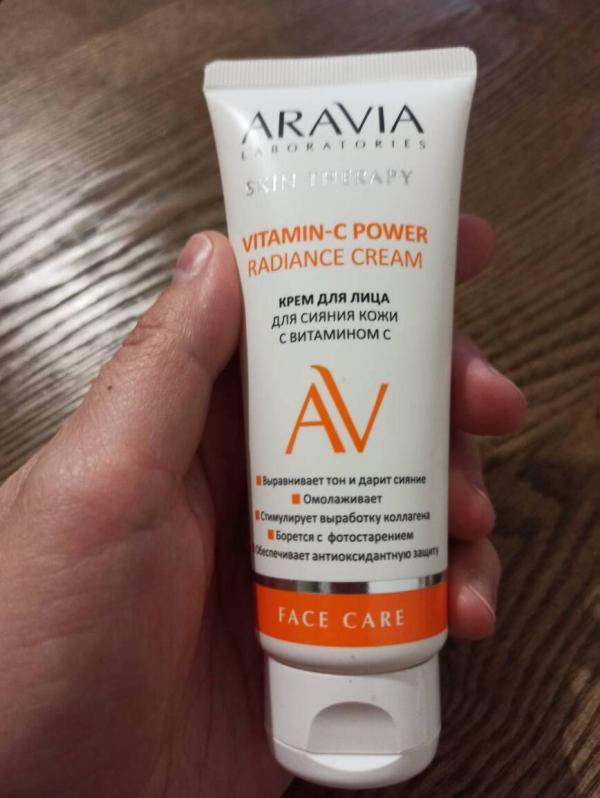 ARAVIA
LABORATORIES
SKIN THERAPY
VITAMIN-C POWER
RADIANCE CREAM
КРЕМ ДЛЯ ЛИЦА
ДЛЯ СИЯНИЯ КОЖИ
С ВИТАМИНОМ С
AV
Выравнивает тон и дарит сияние
Омолаживает
Стимулирует выработку коллагена
Борется с фотостарением
Обеспечивает антиоксидантную защиту
FACE CARE